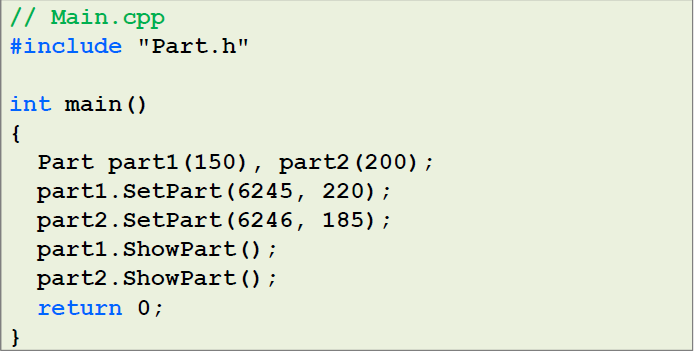 // Main.cpp
#include "Part.h"
int main()
{
Part part1(150), part2(200);
part1.SetPart(6245, 220);
part2.SetPart(6246, 185);
part1.ShowPart();
part2.ShowPart();
return 0;
}